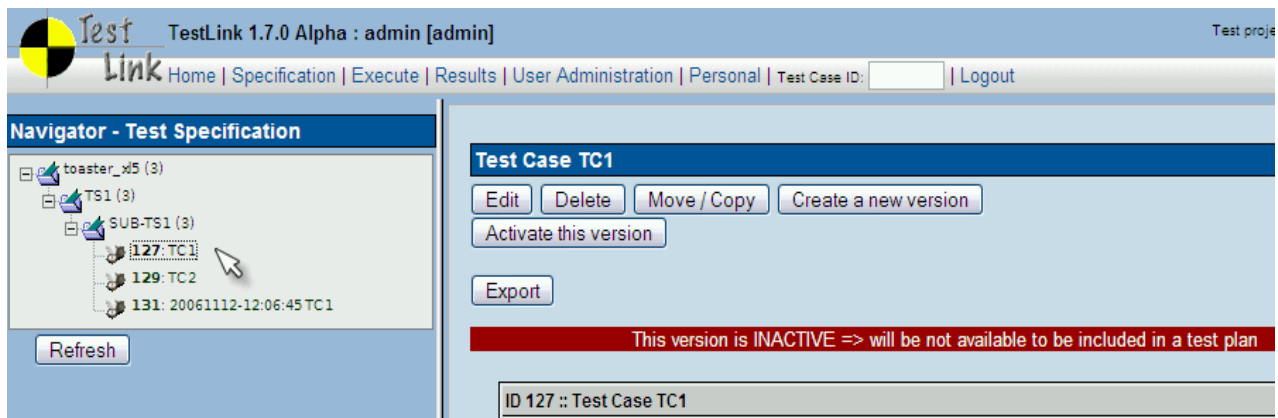 Test Link
TestLink 1.7.0 Alpha : admin [admin]
Test proje
Home | Specification | Execute | Results | User Administration | Personal | Test Case ID: | Logout
Navigator - Test Specification
toaster_xl5 (3)
TS1 (3)
SUB-TS1 (3)
127: TC1
129: TC2
131: 20061112-12:06:45 TC1
Refresh
Test Case TC1
Edit Delete Move / Copy Create a new version
Activate this version
Export
This version is INACTIVE => will be not available to be included in a test plan
ID 127 :: Test Case TC1